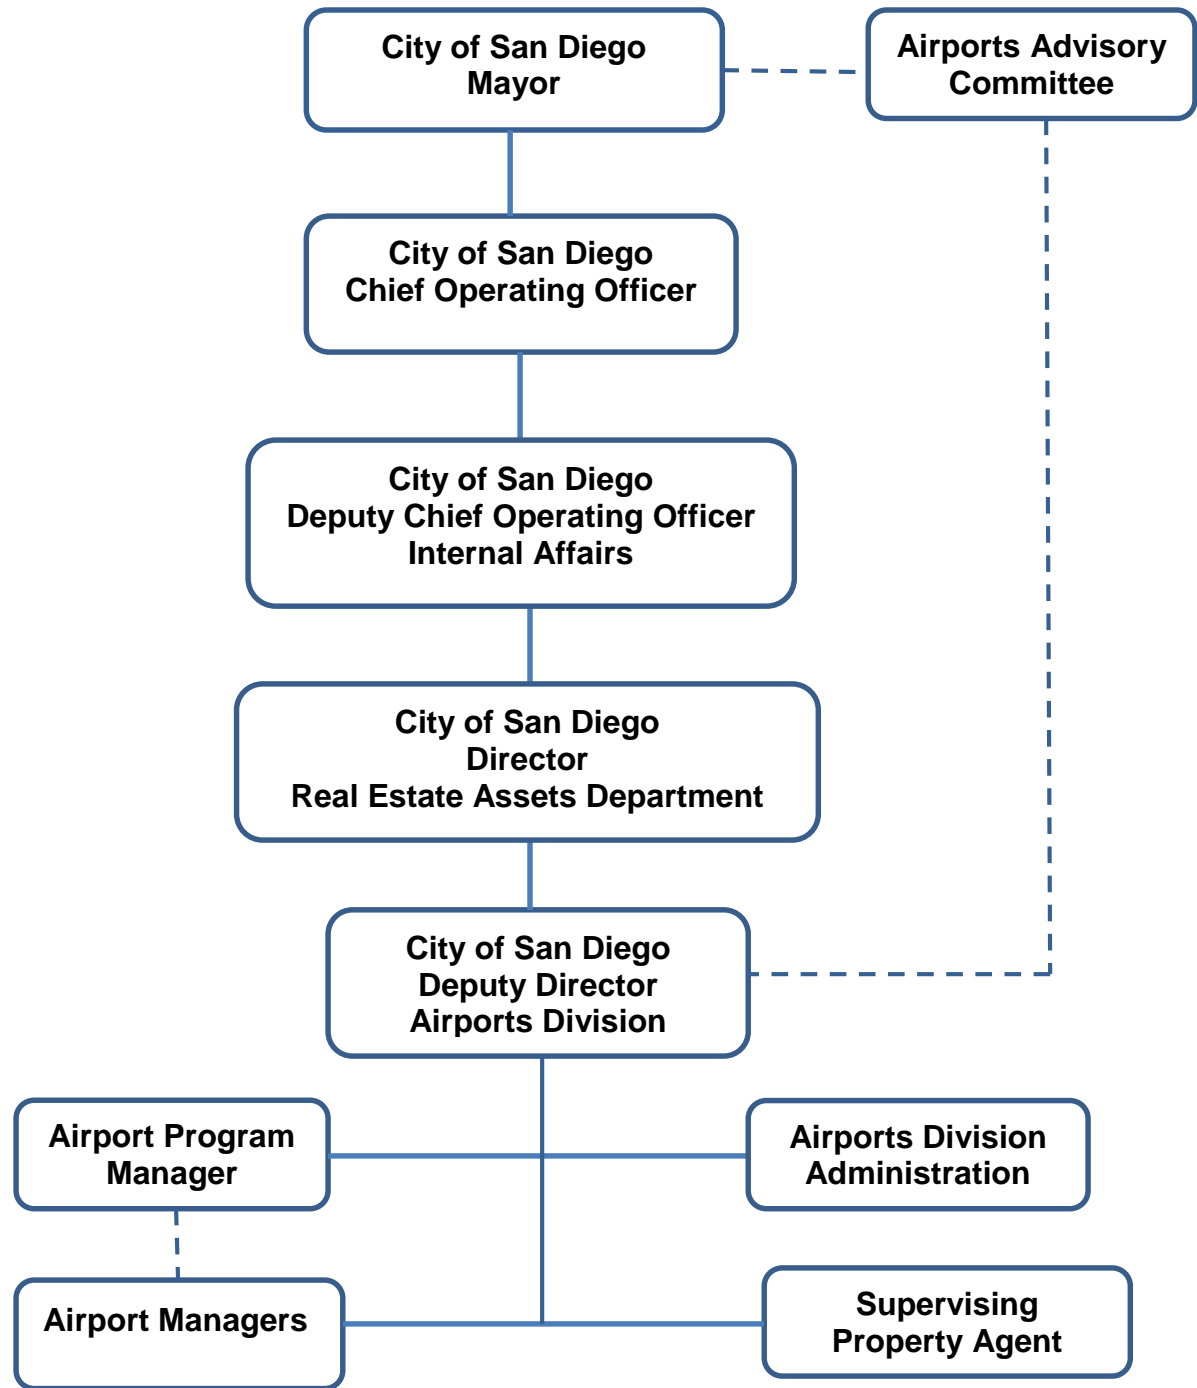 City of San Diego
Mayor
Airports Advisory
Committee
City of San Diego
Chief Operating Officer
City of San Diego
Deputy Chief Operating Officer
Internal Affairs
City of San Diego
Director
Real Estate Assets Department
City of San Diego
Deputy Director
Airports Division
Airport Program
Manager
Airports Division
Administration
Airport Managers
Supervising
Property Agent